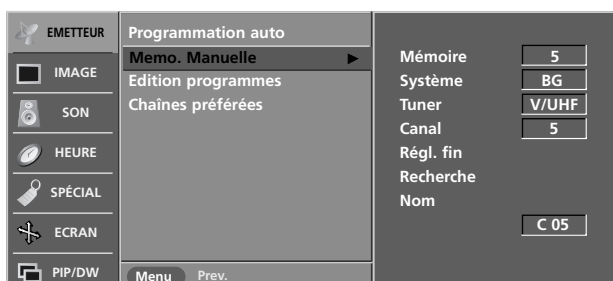 EMETTEUR
IMAGE
SON
HEURE
SPÉCIAL
ECRAN
PIP/DW
Programmation auto
Memo. Manuelle ►
Edition programmes
Chaînes préférées
Menu Prev.
Mémoire 5
Système BG
Tuner V/UHF
Canal 5
Régl. fin
Recherche
Nom
C 05